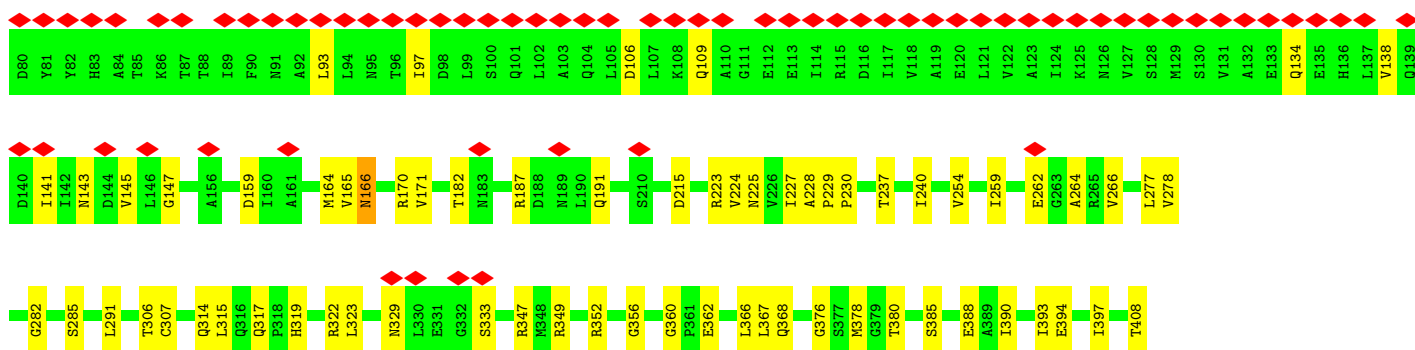 D80 Y81 Y82 H83 A84 T85 K86 T87 T88 I89 F90 N91 A92 L93 L94 N95 T96 I97 D98 L99 S100 Q101 L102 A103 Q104 L105 D106 L107 K108 Q109 A110 G111 E112 E113 I114 R115 D116 I117 V118 A119 E120 L121 V122 A123 I124 K125 N126 V127 S128 M129 S130 V131 A132 E133 Q134 E135 H136 L137 V138 Q139
D140 I141 I142 N143 D144 V145 L146 G147 A156 D159 I160 A161 M164 V165 N166 R170 V171 T182 N183 R187 D188 N189 L190 Q191 S210 D215 R223 V224 N225 V226 I227 A228 P229 P230 T237 I240 V254 I259 E262 G263 A264 R265 V266 L277 V278
G282 S285 L291 T306 C307 Q314 L315 Q316 Q317 P318 H319 R322 L323 N329 L330 E331 G332 S333 R347 M348 R349 R352 G356 G360 P361 E362 L366 L367 Q368 G376 S377 M378 G379 T380 S385 E388 A389 I390 I393 E394 I397 T408